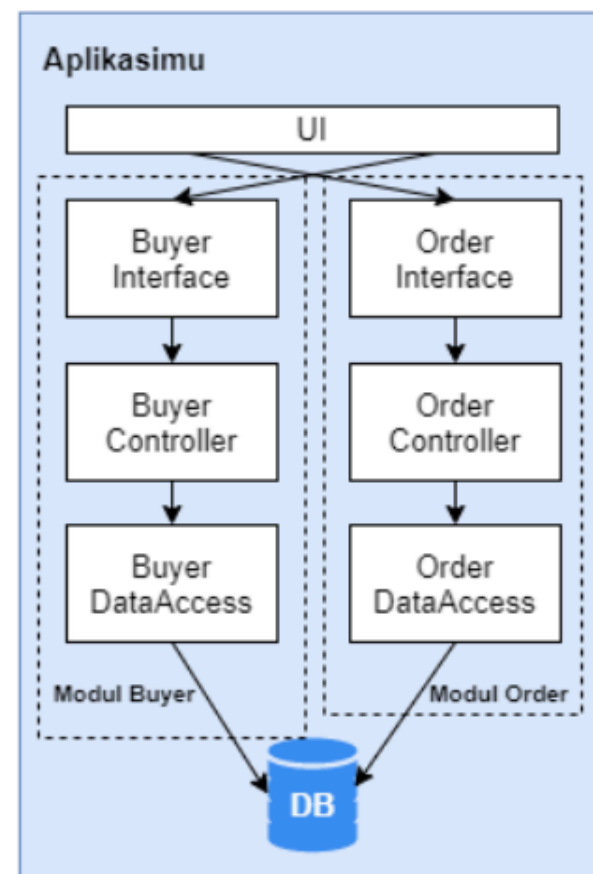 Aplikasimu
UI
Buyer
Interface
Order
Interface
Buyer
Controller
Order
Controller
Buyer
DataAccess
Order
DataAccess
Modul Buyer
Modul Order
DB